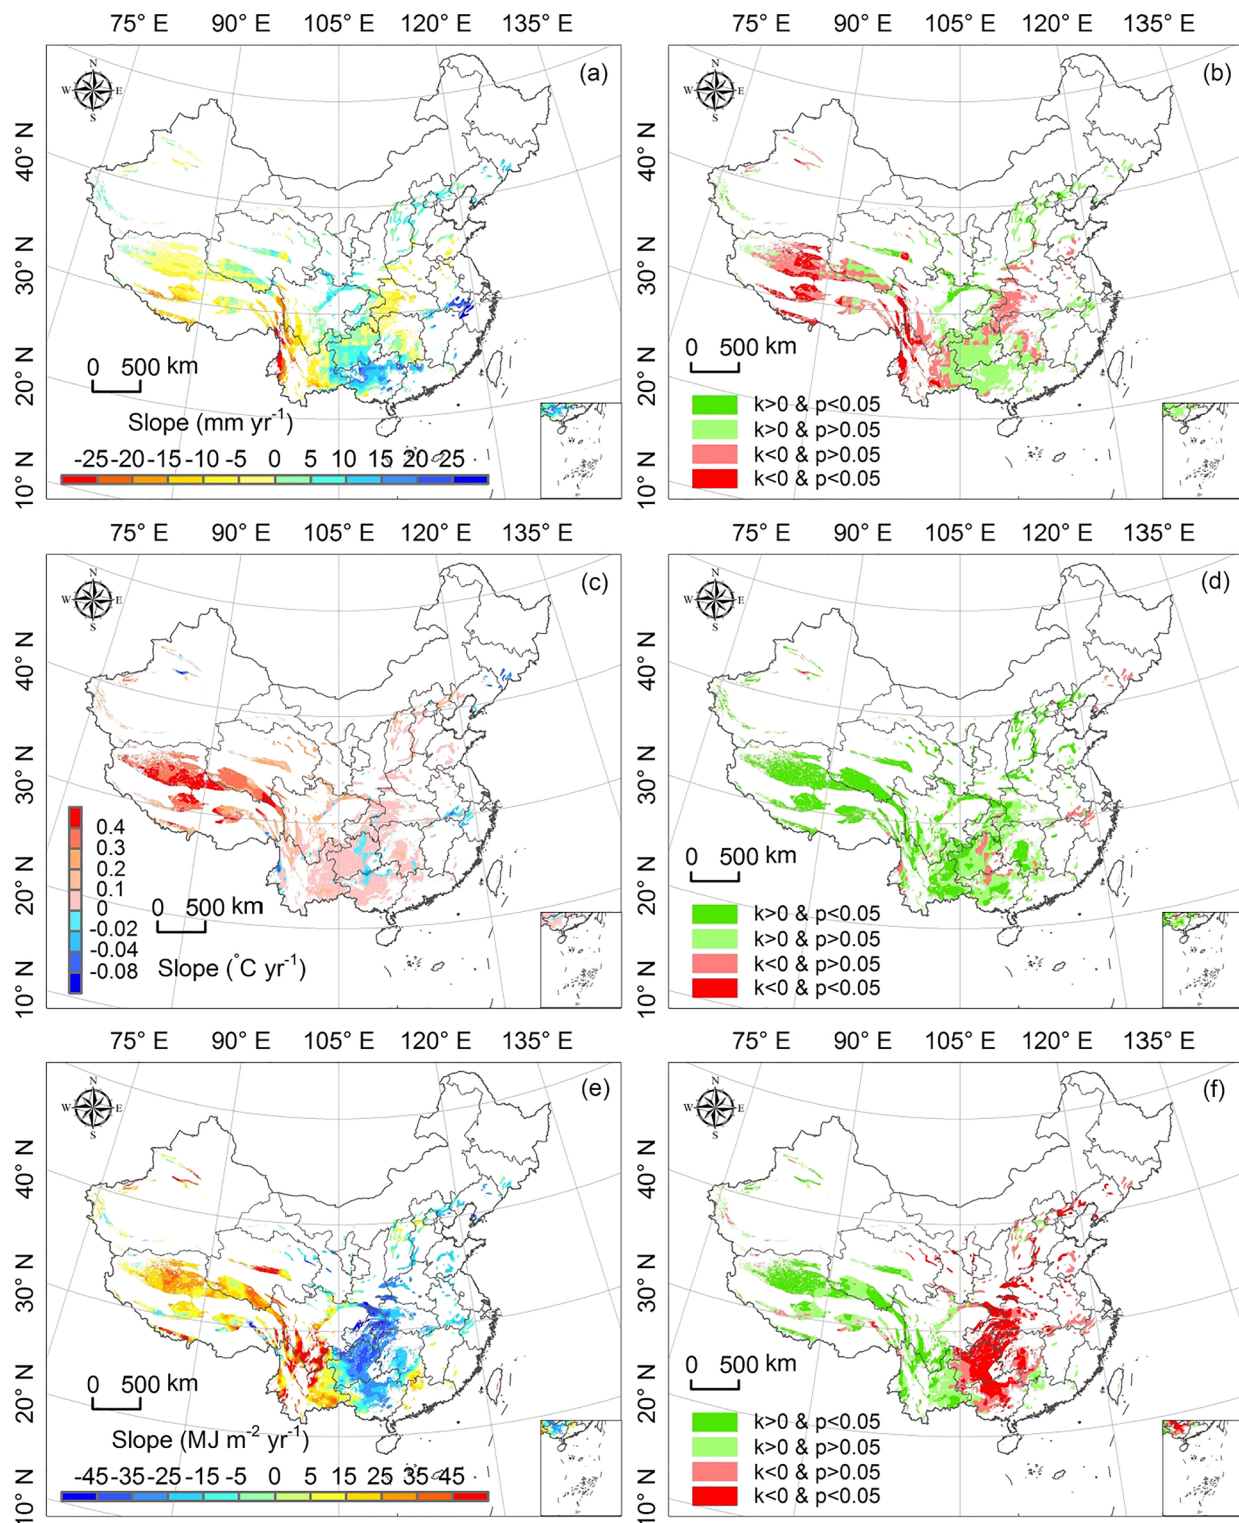 75° E 90° E 105° E 120° E 135° E 75° E 90° E 105° E 120° E 135° E
(a)
N
W E
S
40° N
30° N
20° N
10° N
0 500 km
Slope (mm yr-1)
-25 -20 -15 -10 -5 0 5 10 15 20 25
(b)
N
W E
S
40° N
30° N
20° N
10° N
0 500 km
k>0 & p<0.05
k>0 & p>0.05
k<0 & p>0.05
k<0 & p<0.05
75° E 90° E 105° E 120° E 135° E 75° E 90° E 105° E 120° E 135° E
(c)
N
W E
S
40° N
30° N
20° N
10° N
0.4
0.3
0.2
0.1
0
-0.02
-0.04
-0.08
0 500 km
Slope (°C yr-1)
(d)
N
W E
S
40° N
30° N
20° N
10° N
0 500 km
k>0 & p<0.05
k>0 & p>0.05
k<0 & p>0.05
k<0 & p<0.05
75° E 90° E 105° E 120° E 135° E 75° E 90° E 105° E 120° E 135° E
(e)
N
W E
S
40° N
30° N
20° N
10° N
0 500 km
Slope (MJ m-2 yr-1)
-45 -35 -25 -15 -5 0 5 15 25 35 45
(f)
N
W E
S
40° N
30° N
20° N
10° N
0 500 km
k>0 & p<0.05
k>0 & p>0.05
k<0 & p>0.05
k<0 & p<0.05